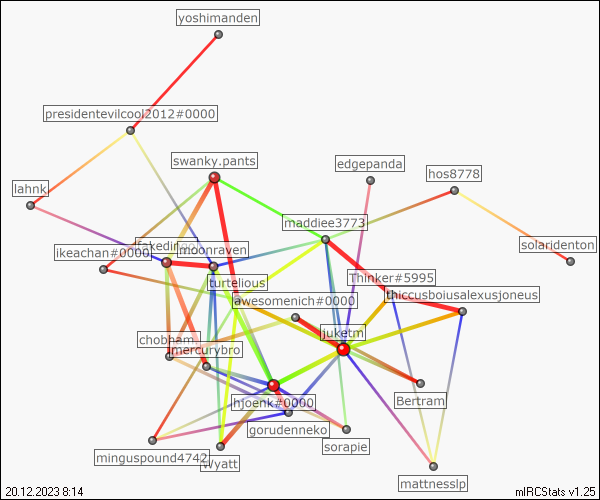 yoshimanden
presidentevilcool2012#0000
swanky.pants
edgepanda
hos8778
lahnk
maddiee3773
solaridenton
ikeachan#0000
moonraven
Thinker#5995
turtelious
thiccusboiusalexusjoneus
awesomenich#0000
juketm
chobham
mercurybro
Bertram
hjoenk#0000
gorudenneko
sorapie
minguspound4742
Wyatt
mattnesslp
20.12.2023 8:14
mIRCStats v1.25